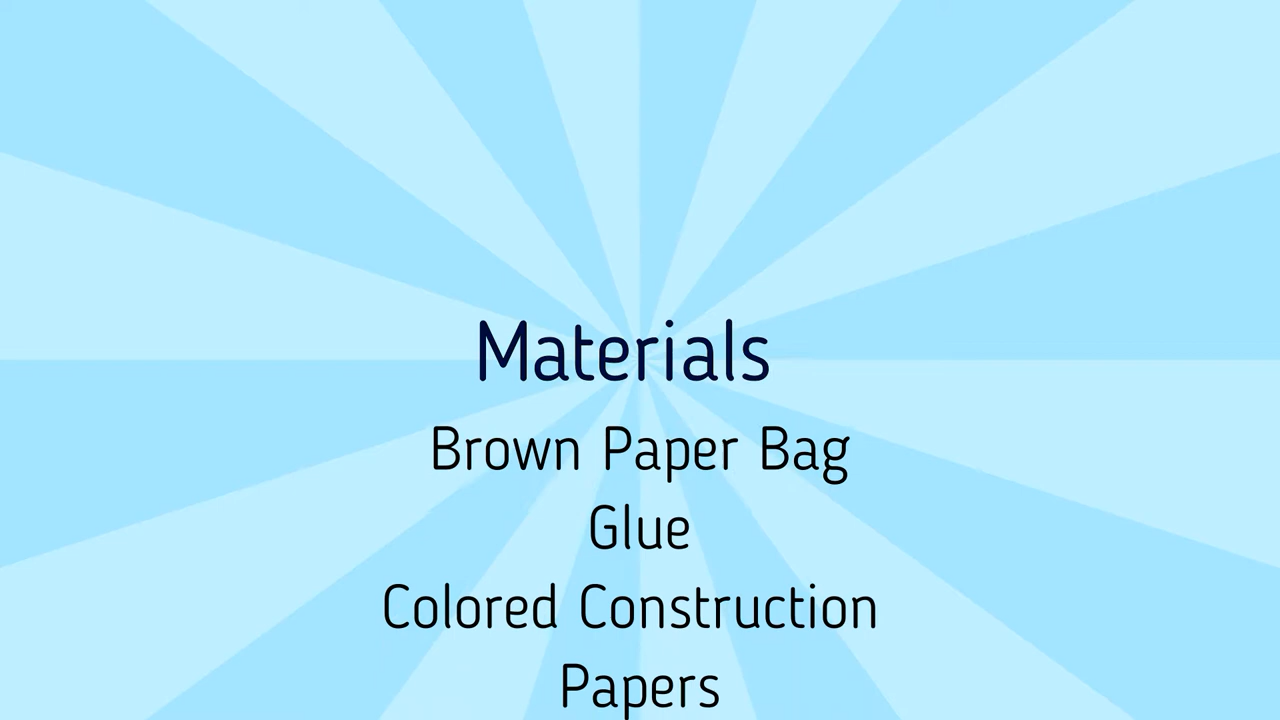 Materials
Brown Paper Bag
Glue
Colored Construction
Papers